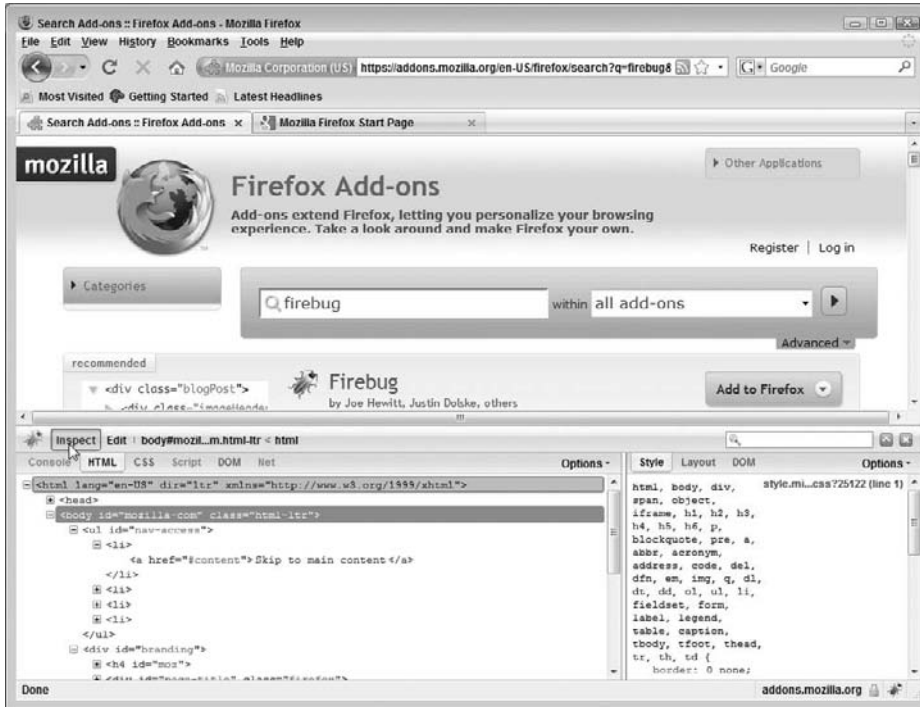 Search Add-ons :: Firefox Add-ons - Mozilla Firefox
File Edit View History Bookmarks Tools Help
Mozilla Corporation (US) https://addons.mozilla.org/en-US/firefox/search?q=firebug& Google
Most Visited Getting Started Latest Headlines
Search Add-ons :: Firefox Add-ons Mozilla Firefox Start Page
mozilla
Other Applications
Firefox Add-ons
Add-ons extend Firefox, letting you personalize your browsing
experience. Take a look around and make Firefox your own.
Register | Log in
Categories
firebug within all add-ons
Advanced
recommended
<div class="blogPost">
<div class="imageHeader
Firebug
by Joe Hewitt, Justin Dolske, others
Add to Firefox
Inspect Edit body#mozil...m.html-ltr < html
Console HTML CSS Script DOM Net Options
<html lang="en-US" dir="ltr" xmlns="http://www.w3.org/1999/xhtml">
<head>
<body id="mozilla-com" class="html-ltr">
<ul id="nav-access">
<li>
<a href="#content">Skip to main content</a>
</li>
<li>
<li>
<li>
</ul>
<div id="branding">
<h4 id="moz">
<div id="page-title" class="firefox">
Style Layout DOM Options
html, body, div, style.mi...css?25122 (line 1)
span, object,
iframe, h1, h2, h3,
h4, h5, h6, p,
blockquote, pre, a,
abbr, acronym,
address, code, del,
dfn, em, img, q, dl,
dt, dd, ol, ul, li,
fieldset, form,
label, legend,
table, caption,
tbody, tfoot, thead,
tr, th, td {
border: 0 none;
Done addons.mozilla.org